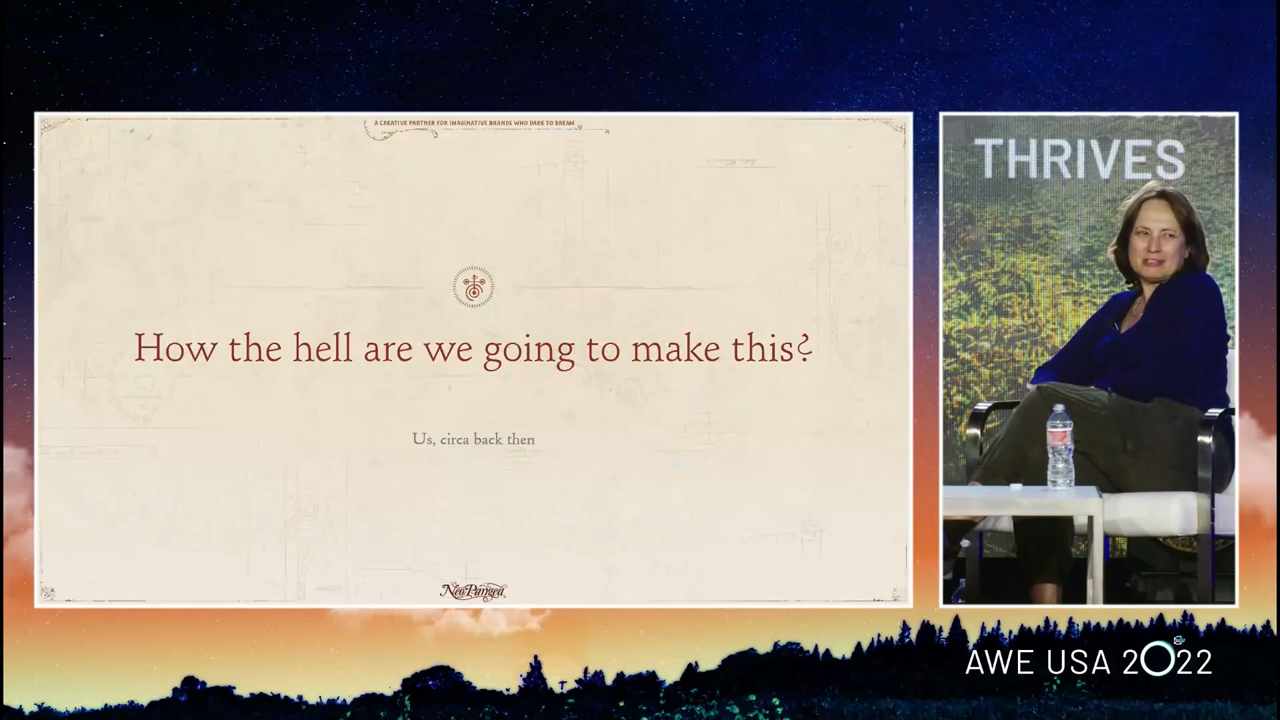 A CREATIVE PARTNER FOR IMAGINATIVE BRANDS WHO DARE TO DREAM
How the hell are we going to make this?
Us, circa back then
NeoPangea
THRIVES
AWE USA 2022